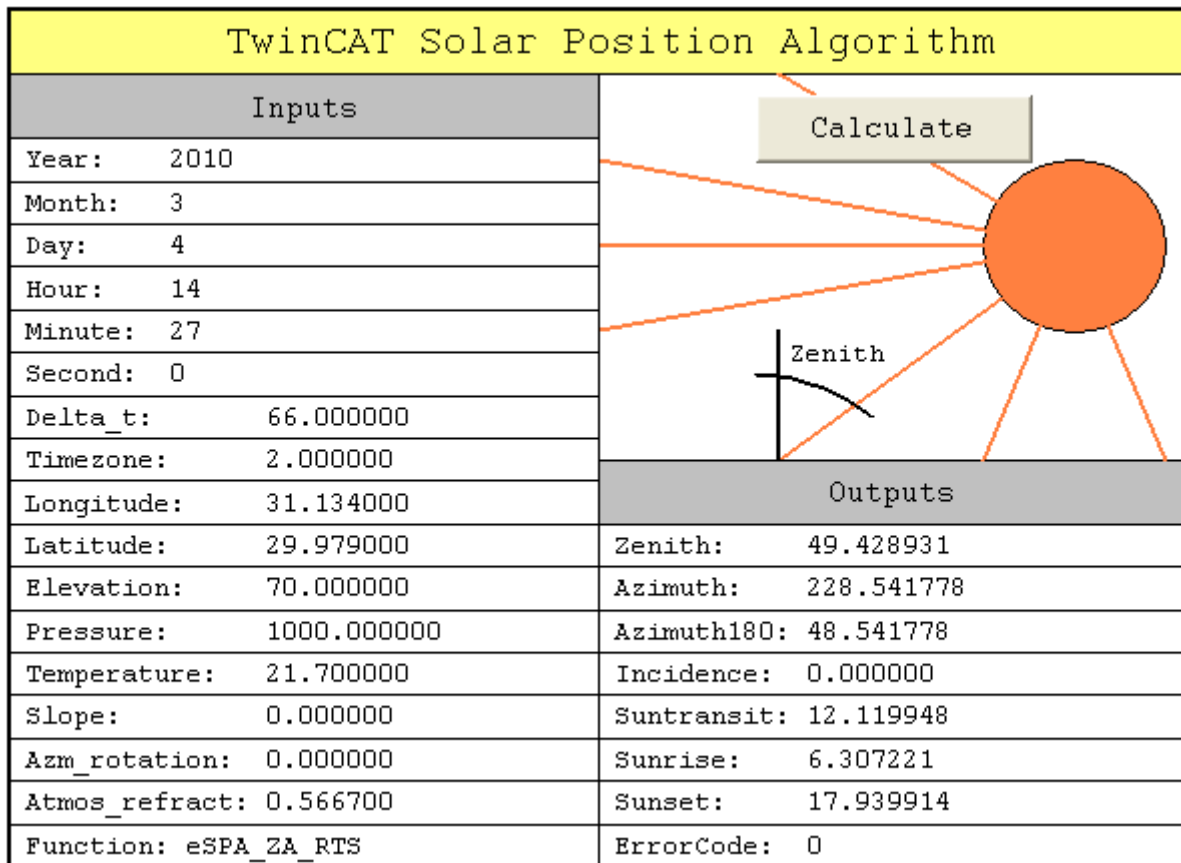 TwinCAT Solar Position Algorithm
Inputs
Year: 2010
Month: 3
Day: 4
Hour: 14
Minute: 27
Second: 0
Delta_t: 66.000000
Timezone: 2.000000
Longitude: 31.134000
Latitude: 29.979000
Elevation: 70.000000
Pressure: 1000.000000
Temperature: 21.700000
Slope: 0.000000
Azm_rotation: 0.000000
Atmos_refract: 0.566700
Function: eSPA_ZA_RTS
Calculate
Zenith
Outputs
Zenith: 49.428931
Azimuth: 228.541778
Azimuth180: 48.541778
Incidence: 0.000000
Suntransit: 12.119948
Sunrise: 6.307221
Sunset: 17.939914
ErrorCode: 0